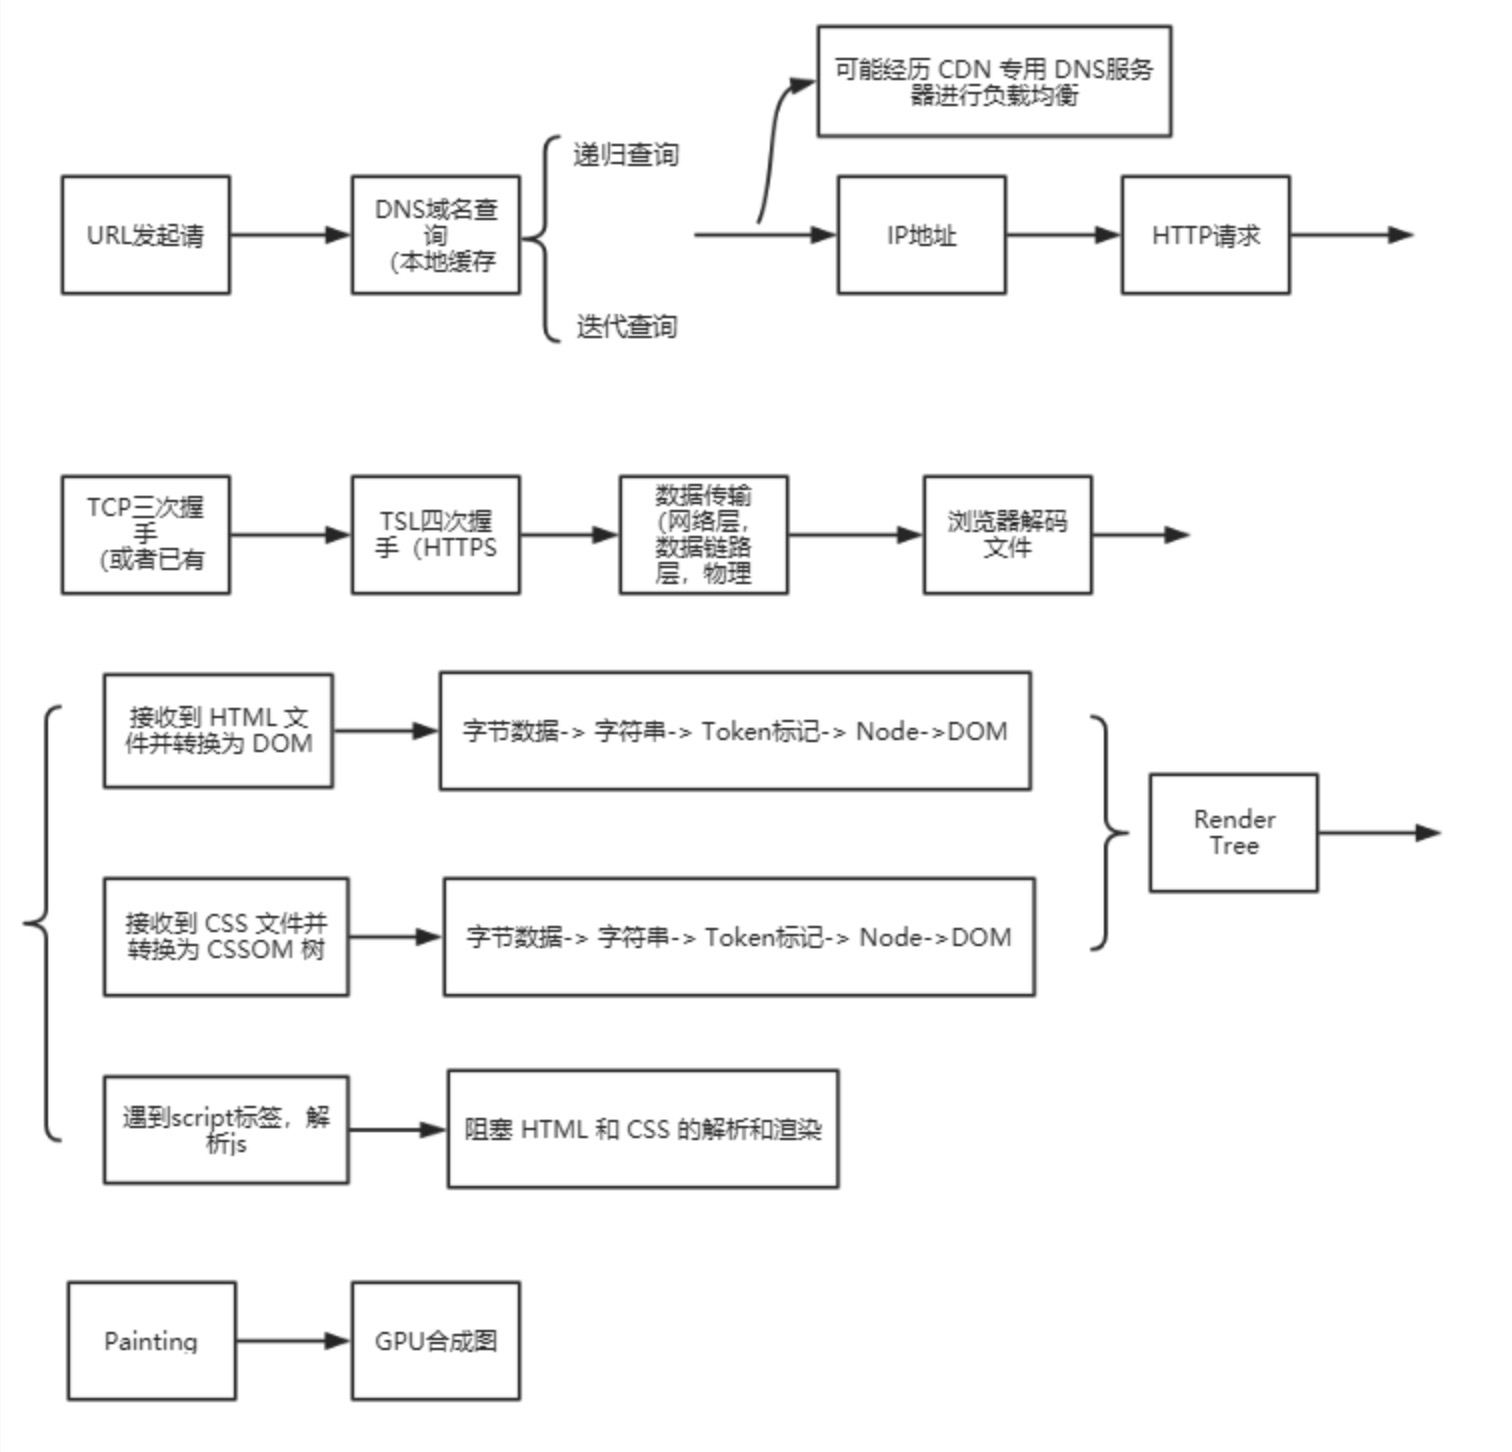 可能经历 CDN 专用 DNS服务
器进行负载均衡
递归查询
URL发起请
DNS域名查
询
（本地缓存
IP地址
HTTP请求
迭代查询
TCP三次握
手
（或者已有
TSL四次握
手（HTTPS
数据传输
(网络层，
数据链路
层，物理
浏览器解码
文件
接收到 HTML 文
件并转换为 DOM
字节数据-> 字符串-> Token标记-> Node->DOM
Render
Tree
接收到 CSS 文件并
转换为 CSSOM 树
字节数据-> 字符串-> Token标记-> Node->DOM
遇到script标签，解
析js
阻塞 HTML 和 CSS 的解析和渲染
Painting
GPU合成图